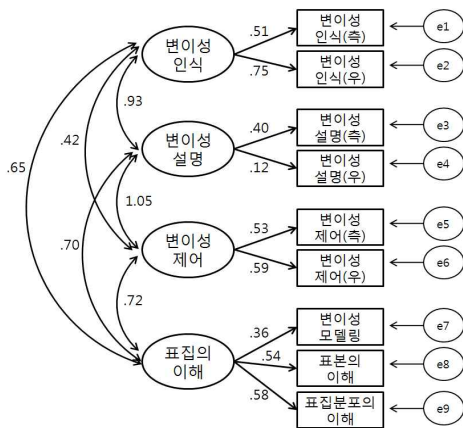 변이성
인식
변이성
설명
변이성
제어
표집의
이해
.93
.42
.65
1.05
.70
.72
.51
.75
.40
.12
.53
.59
.36
.54
.58
변이성
인식(측)
변이성
인식(우)
변이성
설명(측)
변이성
설명(우)
변이성
제어(측)
변이성
제어(우)
변이성
모델링
표본의
이해
표집분포의
이해
e1
e2
e3
e4
e5
e6
e7
e8
e9